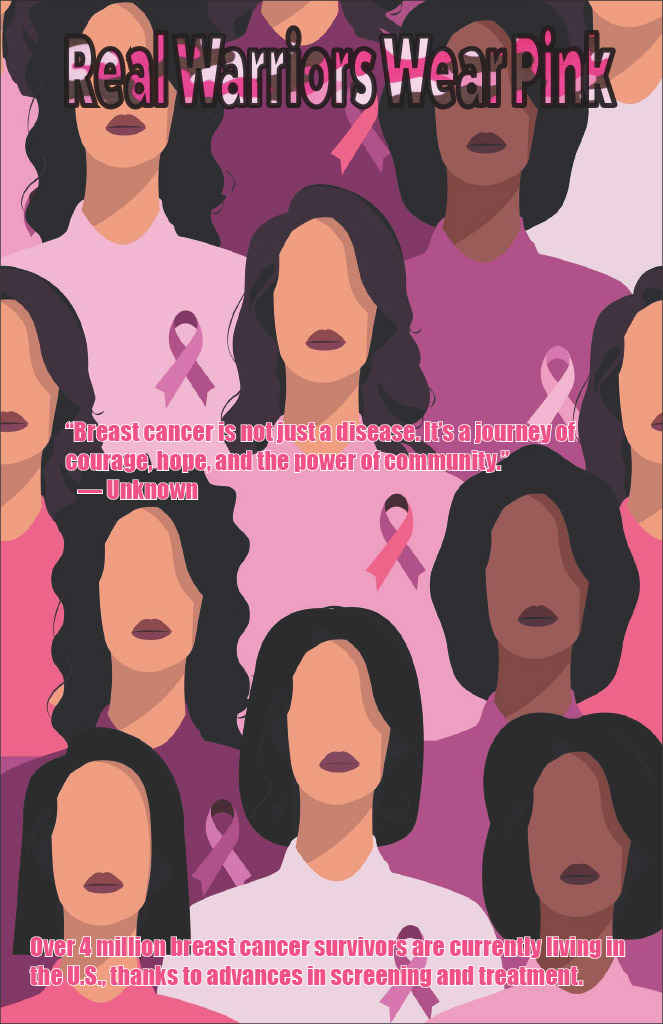 Real Warriors Wear Pink
“Breast cancer is not just a disease. It's a journey of
courage, hope, and the power of community.”
— Unknown
Over 4 million breast cancer survivors are currently living in
the U.S., thanks to advances in screening and treatment.